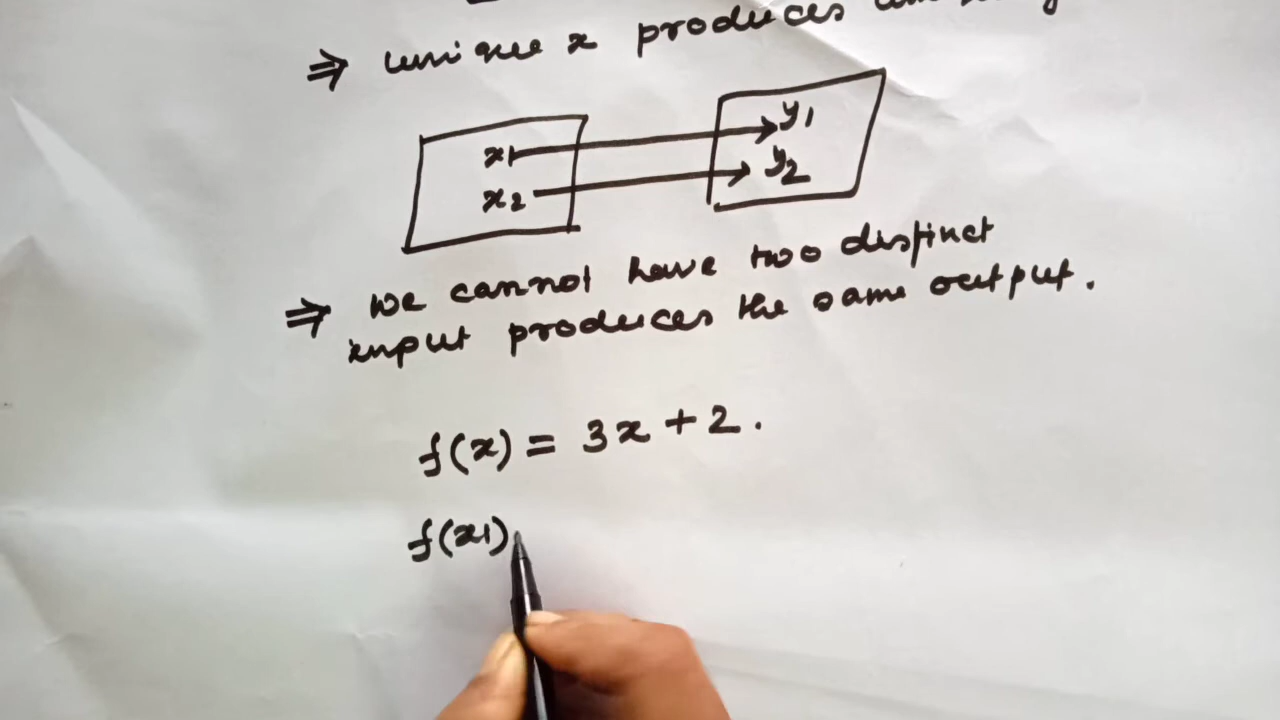 ⇒ unique x produces
x1 y1
x2 y2
⇒ We cannot have two distinct
input produces the same output.
f(x) = 3x + 2.
f(x1)